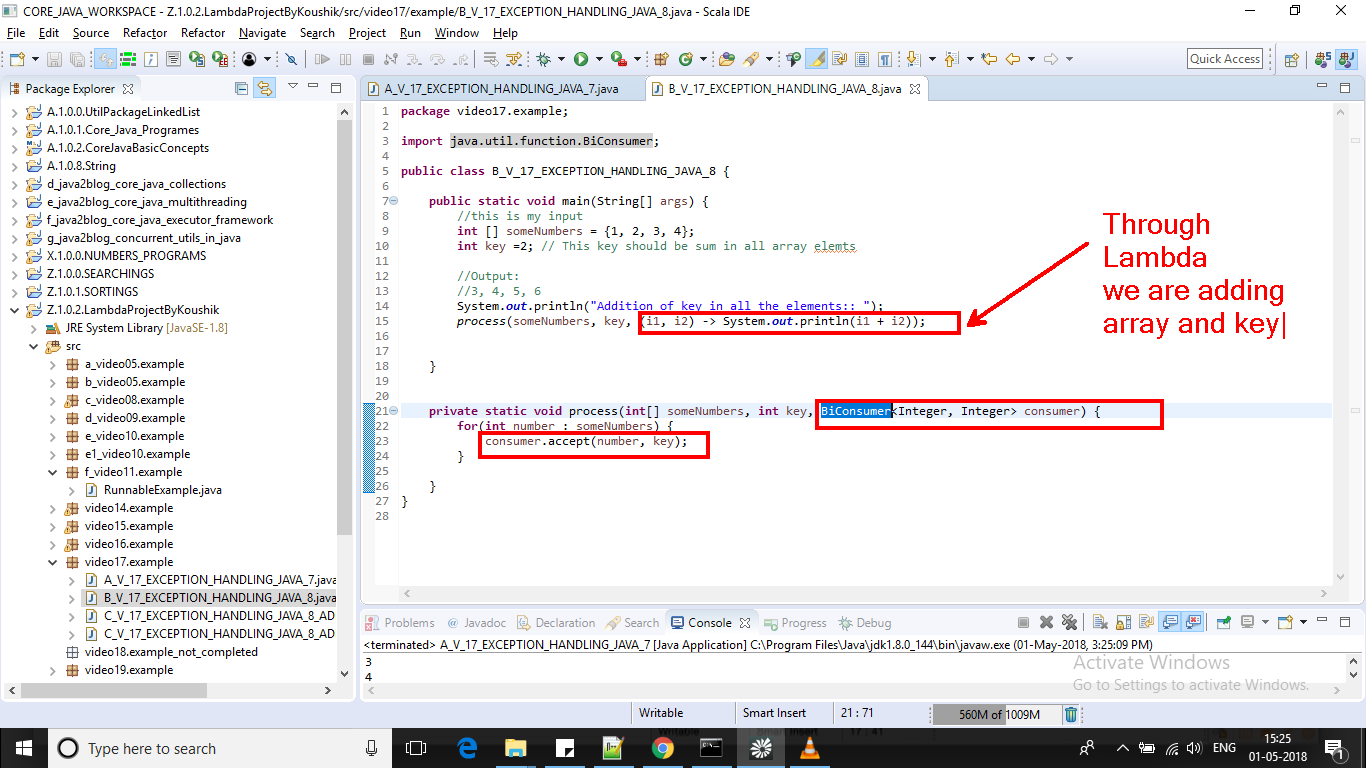 CORE_JAVA_WORKSPACE - Z.1.0.2.LambdaProjectByKoushik/src/video17/example/B_V_17_EXCEPTION_HANDLING_JAVA_8.java - Scala IDE
File Edit Source Refactor Refactor Navigate Search Project Run Window Help
Quick Access
Package Explorer
A.1.0.0.UtilPackageLinkedList
A.1.0.1.Core_Java_Programes
A.1.0.2.CoreJavaBasicConcepts
A.1.0.8.String
d_java2blog_core_java_collections
e_java2blog_core_java_multithreading
f_java2blog_core_java_executor_framework
g_java2blog_concurrent_utils_in_java
X.1.0.0.NUMBERS_PROGRAMS
Z.1.0.0.SEARCHINGS
Z.1.0.1.SORTINGS
Z.1.0.2.LambdaProjectByKoushik
JRE System Library [JavaSE-1.8]
src
a_video05.example
b_video05.example
c_video08.example
d_video09.example
e_video10.example
e1_video10.example
f_video11.example
RunnableExample.java
video14.example
video15.example
video16.example
video17.example
A_V_17_EXCEPTION_HANDLING_JAVA_7.java
B_V_17_EXCEPTION_HANDLING_JAVA_8.java
C_V_17_EXCEPTION_HANDLING_JAVA_8_AD
C_V_17_EXCEPTION_HANDLING_JAVA_8_AD
video18.example_not_completed
video19.example
A_V_17_EXCEPTION_HANDLING_JAVA_7.java B_V_17_EXCEPTION_HANDLING_JAVA_8.java
1 package video17.example;
2
3 import java.util.function.BiConsumer;
4
5 public class B_V_17_EXCEPTION_HANDLING_JAVA_8 {
6
7 public static void main(String[] args) {
8 //this is my input
9 int [] someNumbers = {1, 2, 3, 4};
10 int key =2; // This key should be sum in all array elemts
11
12 //Output:
13 //3, 4, 5, 6
14 System.out.println("Addition of key in all the elements:: ");
15 process(someNumbers, key, (i1, i2) -> System.out.println(i1 + i2));
16
17
18 }
19
20
21 private static void process(int[] someNumbers, int key, BiConsumer<Integer, Integer> consumer) {
22 for(int number : someNumbers) {
23 consumer.accept(number, key);
24 }
25
26 }
27 }
28
Through
Lambda
we are adding
array and key
Problems @ Javadoc Declaration Search Console Progress Debug
<terminated> A_V_17_EXCEPTION_HANDLING_JAVA_7 [Java Application] C:\Program Files\Java\jdk1.8.0_144\bin\javaw.exe (01-May-2018, 3:25:09 PM)
3
4
Activate Windows
Go to Settings to activate Windows.
Writable Smart Insert 21 : 71 560M of 1009M
Type here to search
ENG
15:25
01-05-2018
1